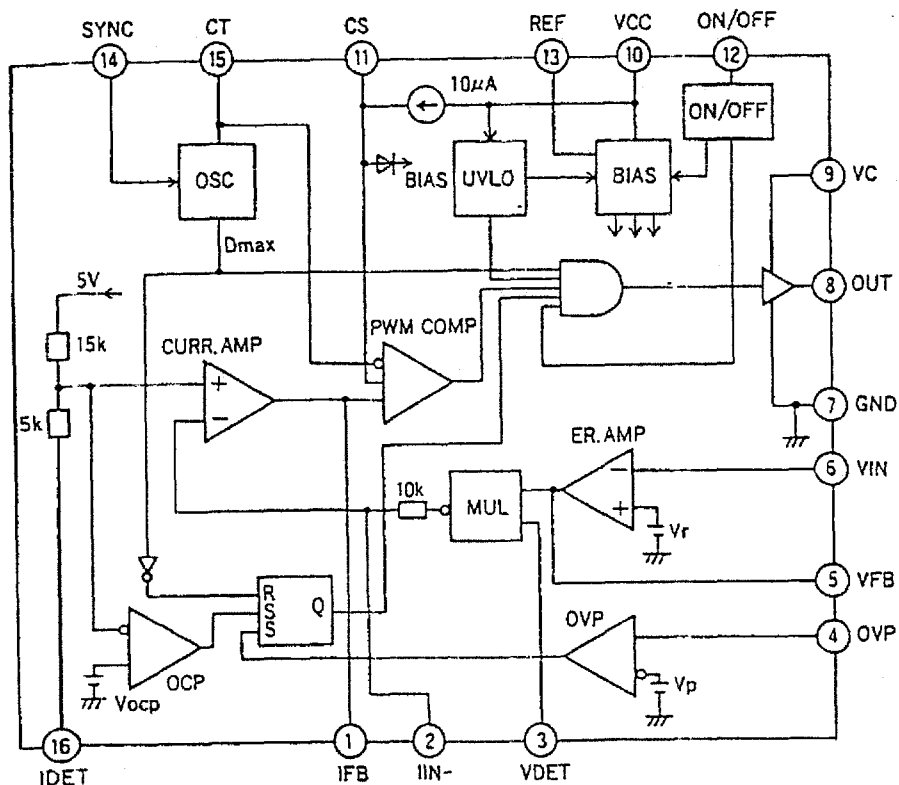 SYNC CT CS REF VCC ON/OFF
14 15 11 13 10 12
10µA
ON/OFF
OSC BIAS UVLO BIAS
9 VC
Dmax
5V
8 OUT
15k
PWM COMP
CURR. AMP
+
−
5k
7 GND
ER. AMP
− 6 VIN
10k MUL
+
Vr
5 VFB
R
S Q
S
OVP 4 OVP
OCP
Vocp
Vp
16 1 2 3
IDET IFB IIN- VDET